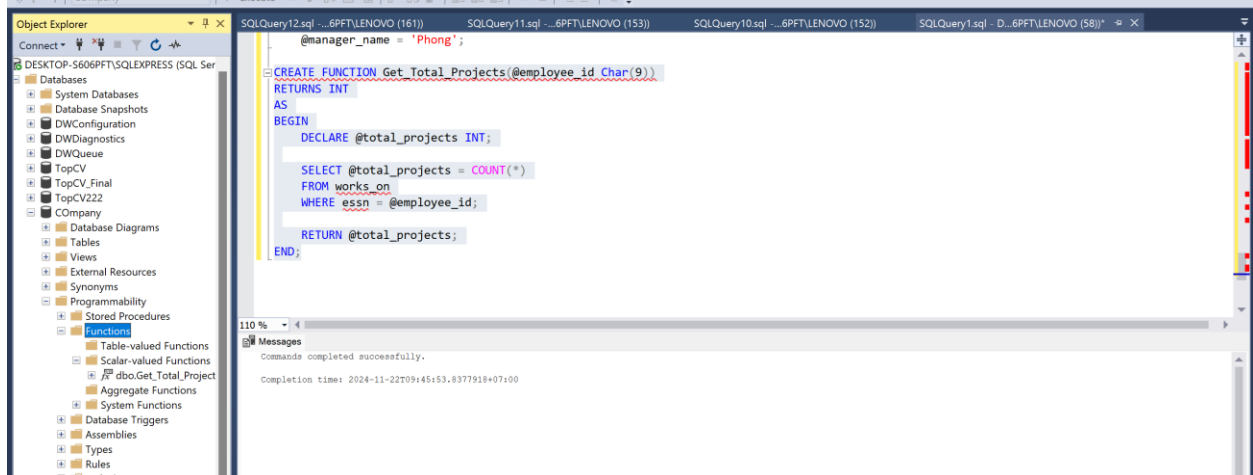 Object Explorer
Connect
DESKTOP-S606PFT\SQLEXPRESS (SQL Ser
Databases
System Databases
Database Snapshots
DWConfiguration
DWDiagnostics
DWQueue
TopCV
TopCV_Final
TopCV222
COmpany
Database Diagrams
Tables
Views
External Resources
Synonyms
Programmability
Stored Procedures
Functions
Table-valued Functions
Scalar-valued Functions
dbo.Get_Total_Project
Aggregate Functions
System Functions
Database Triggers
Assemblies
Types
Rules
SQLQuery12.sql -...6PFT\LENOVO (161)) SQLQuery11.sql -...6PFT\LENOVO (153)) SQLQuery10.sql -...6PFT\LENOVO (152)) SQLQuery1.sql - D...6PFT\LENOVO (58))*
@manager_name = 'Phong';
CREATE FUNCTION Get_Total_Projects(@employee_id Char(9))
RETURNS INT
AS
BEGIN
DECLARE @total_projects INT;
SELECT @total_projects = COUNT(*)
FROM works_on
WHERE essn = @employee_id;
RETURN @total_projects;
END;
110 %
Messages
Commands completed successfully.
Completion time: 2024-11-22T09:45:53.8377918+07:00